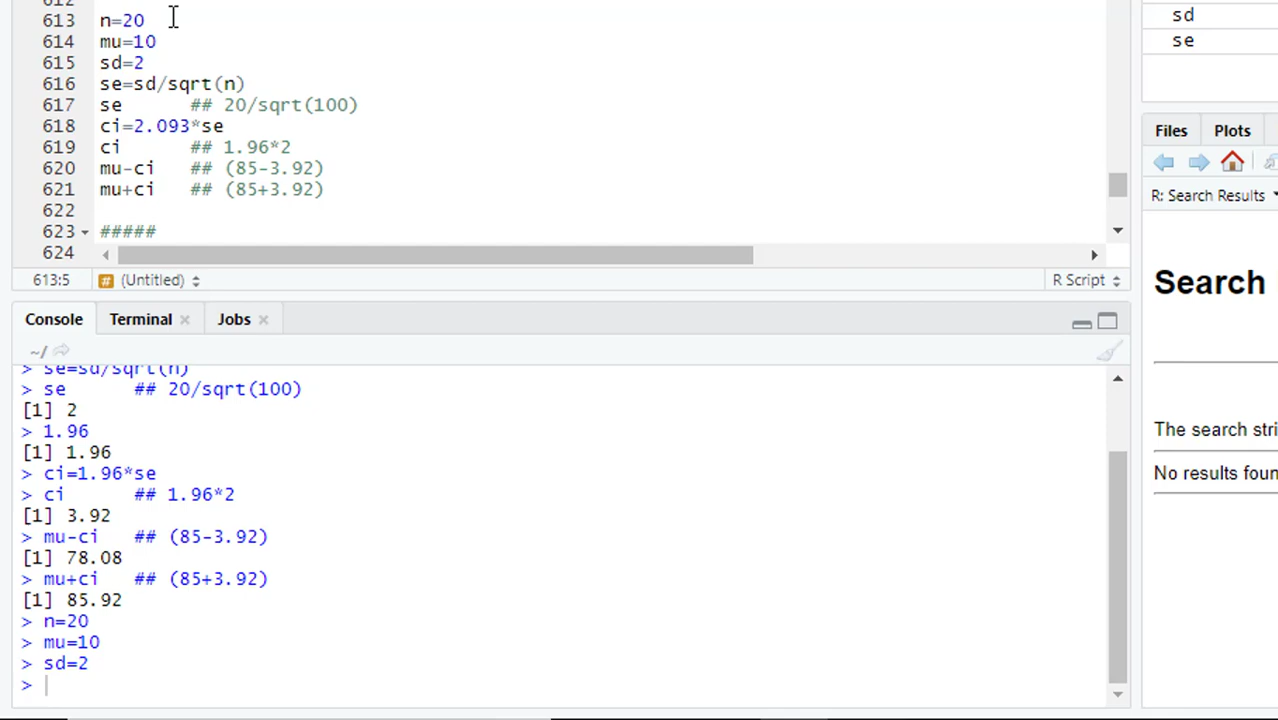 612
613 n=20
614 mu=10
615 sd=2
616 se=sd/sqrt(n)
617 se ## 20/sqrt(100)
618 ci=2.093*se
619 ci ## 1.96*2
620 mu-ci ## (85-3.92)
621 mu+ci ## (85+3.92)
622
623 #####
624
613:5 # (Untitled) R Script
Console Terminal Jobs
~/
> se=sd/sqrt(n)
> se ## 20/sqrt(100)
[1] 2
> 1.96
[1] 1.96
> ci=1.96*se
> ci ## 1.96*2
[1] 3.92
> mu-ci ## (85-3.92)
[1] 78.08
> mu+ci ## (85+3.92)
[1] 85.92
> n=20
> mu=10
> sd=2
>
sd
se
Files Plots
R: Search Results
Search
The search stri
No results foun